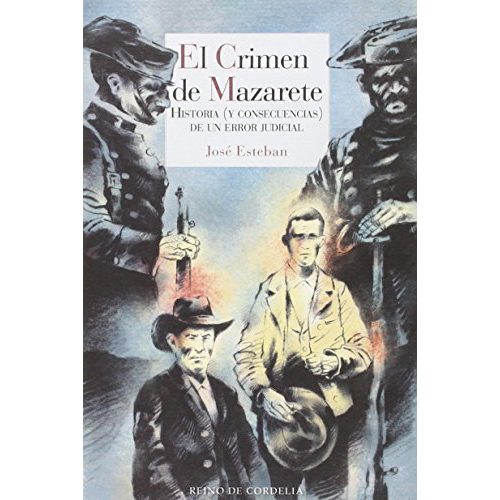 El Crimen
de Mazarete
Historia (y consecuencias)
de un error judicial
José Esteban
REINO DE CORDELIA